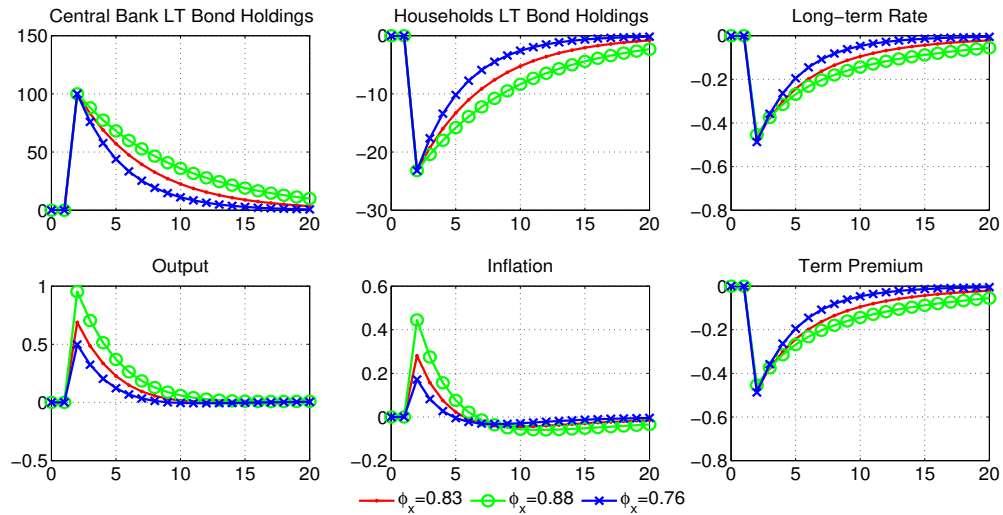 Central Bank LT Bond Holdings
150
100
50
0
0 5 10 15 20
Households LT Bond Holdings
0
-10
-20
-30
0 5 10 15 20
Long-term Rate
0
-0.2
-0.4
-0.6
-0.8
0 5 10 15 20
Output
1
0.5
0
-0.5
0 5 10 15 20
Inflation
0.6
0.4
0.2
0
-0.2
0 5 10 15 20
Term Premium
0
-0.2
-0.4
-0.6
-0.8
0 5 10 15 20
ϕ_x=0.83 ϕ_x=0.88 ϕ_x=0.76